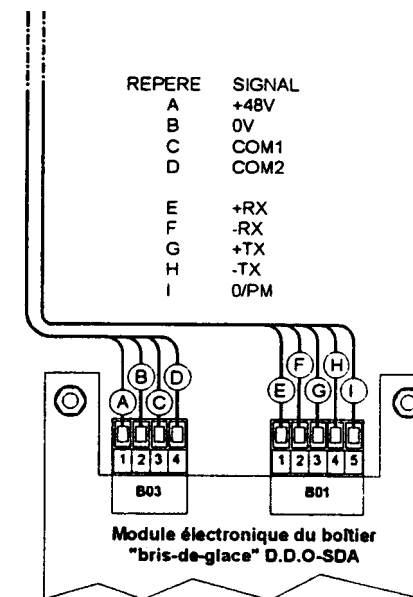 REPERE SIGNAL
A +48V
B 0V
C COM1
D COM2
E +RX
F -RX
G +TX
H -TX
I 0/PM
B D F H
A C E G I
1 2 3 4 1 2 3 4 5
B03 B01
Module électronique du boîtier
"bris-de-glace" D.D.O-SDA